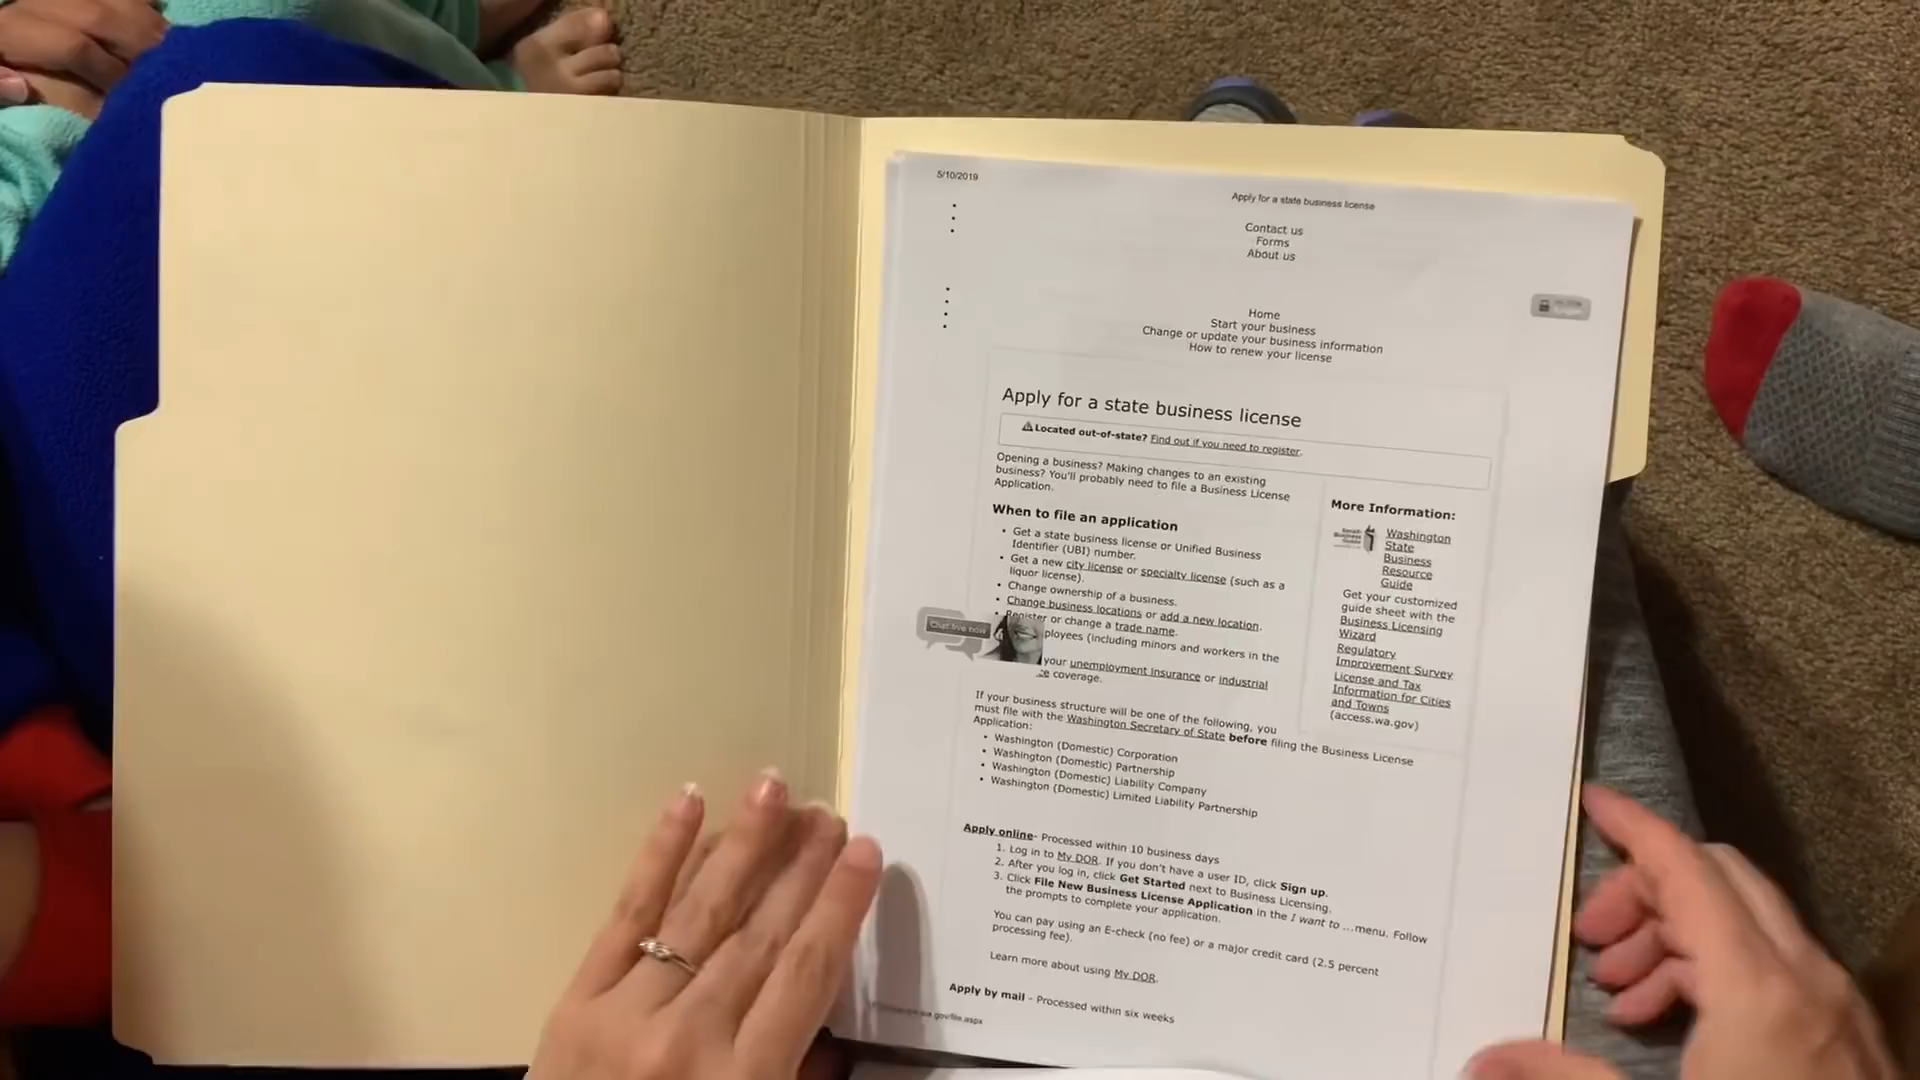 5/10/2019
Apply for a state business license
Contact us
Forms
About us
Home
Start your business
Change or update your business information
How to renew your license
Apply for a state business license
Located out-of-state? Find out if you need to register.
Opening a business? Making changes to an existing
business? You'll probably need to file a Business License
Application.
When to file an application
• Get a state business license or Unified Business
Identifier (UBI) number.
• Get a new city license or specialty license (such as a
liquor license).
• Change ownership of a business.
• Change business locations or add a new location.
• Register or change a trade name.
ployees (including minors and workers in the
your unemployment insurance or industrial
ce coverage.
More Information:
Small Business Guide
Washington
State
Business
Resource
Guide
Get your customized
guide sheet with the
Business Licensing
Wizard
Regulatory
Improvement Survey
License and Tax
Information for Cities
and Towns
(access.wa.gov)
Chat live now
If your business structure will be one of the following, you
must file with the Washington Secretary of State before filing the Business License
Application:
• Washington (Domestic) Corporation
• Washington (Domestic) Partnership
• Washington (Domestic) Liability Company
• Washington (Domestic) Limited Liability Partnership
Apply online- Processed within 10 business days
1. Log in to My DOR. If you don't have a user ID, click Sign up.
2. After you log in, click Get Started next to Business Licensing.
3. Click File New Business License Application in the I want to ...menu. Follow
the prompts to complete your application.
You can pay using an E-check (no fee) or a major credit card (2.5 percent
processing fee).
Learn more about using My DOR.
Apply by mail - Processed within six weeks
gov/file.aspx